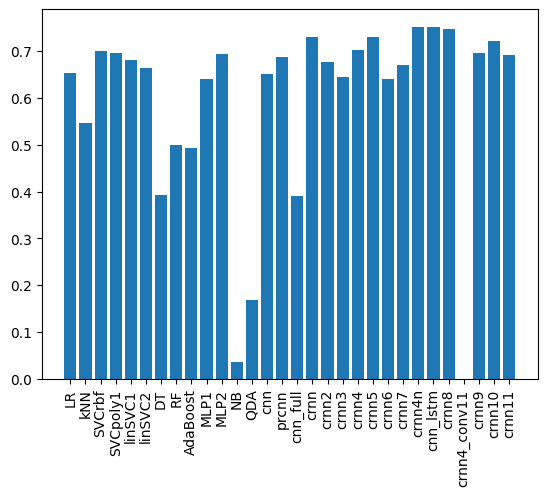 0.7
0.6
0.5
0.4
0.3
0.2
0.1
0.0
LR
kNN
SVCrbf
SVCpoly1
linSVC1
linSVC2
DT
RF
AdaBoost
MLP1
MLP2
NB
QDA
cnn
prcnn
cnn_full
crnn
crnn2
crnn3
crnn4
crnn5
crnn6
crnn7
crnn4n
cnn_lstm
crnn8
crnn4_conv11
crnn9
crnn10
crnn11